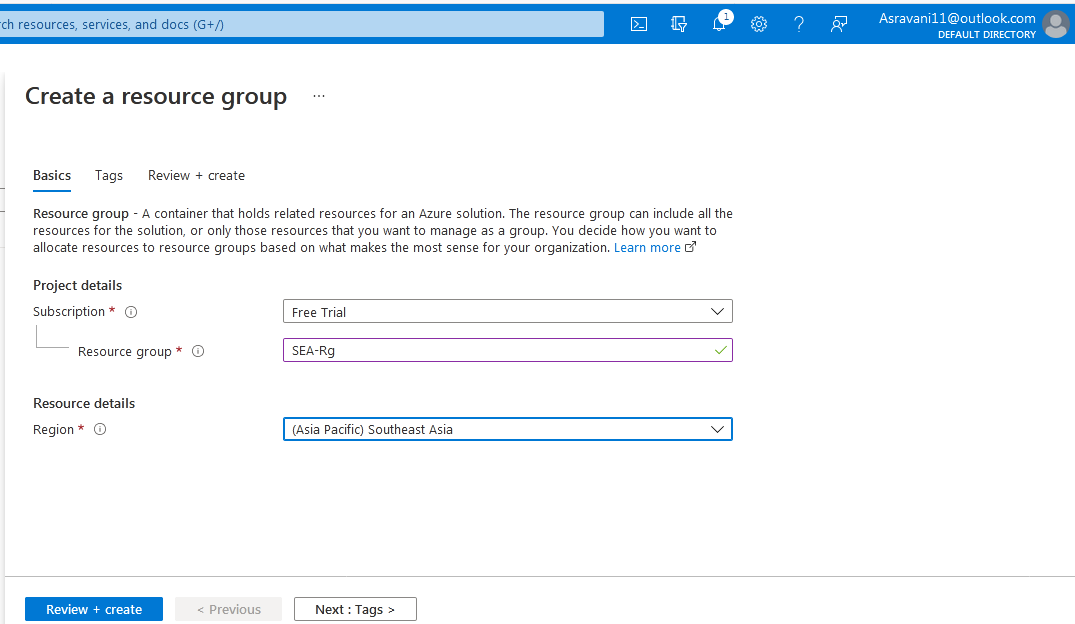 rch resources, services, and docs (G+/)
1
Asravani11@outlook.com
DEFAULT DIRECTORY
Create a resource group ...
Basics Tags Review + create
Resource group - A container that holds related resources for an Azure solution. The resource group can include all the
resources for the solution, or only those resources that you want to manage as a group. You decide how you want to
allocate resources to resource groups based on what makes the most sense for your organization. Learn more
Project details
Subscription * Free Trial
Resource group * SEA-Rg
Resource details
Region * (Asia Pacific) Southeast Asia
Review + create < Previous Next : Tags >